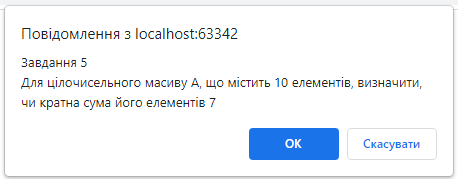 Повідомлення з localhost:63342
Завдання 5
Для цілочисельного масиву А, що містить 10 елементів, визначити,
чи кратна сума його елементів 7
ОК
Скасувати